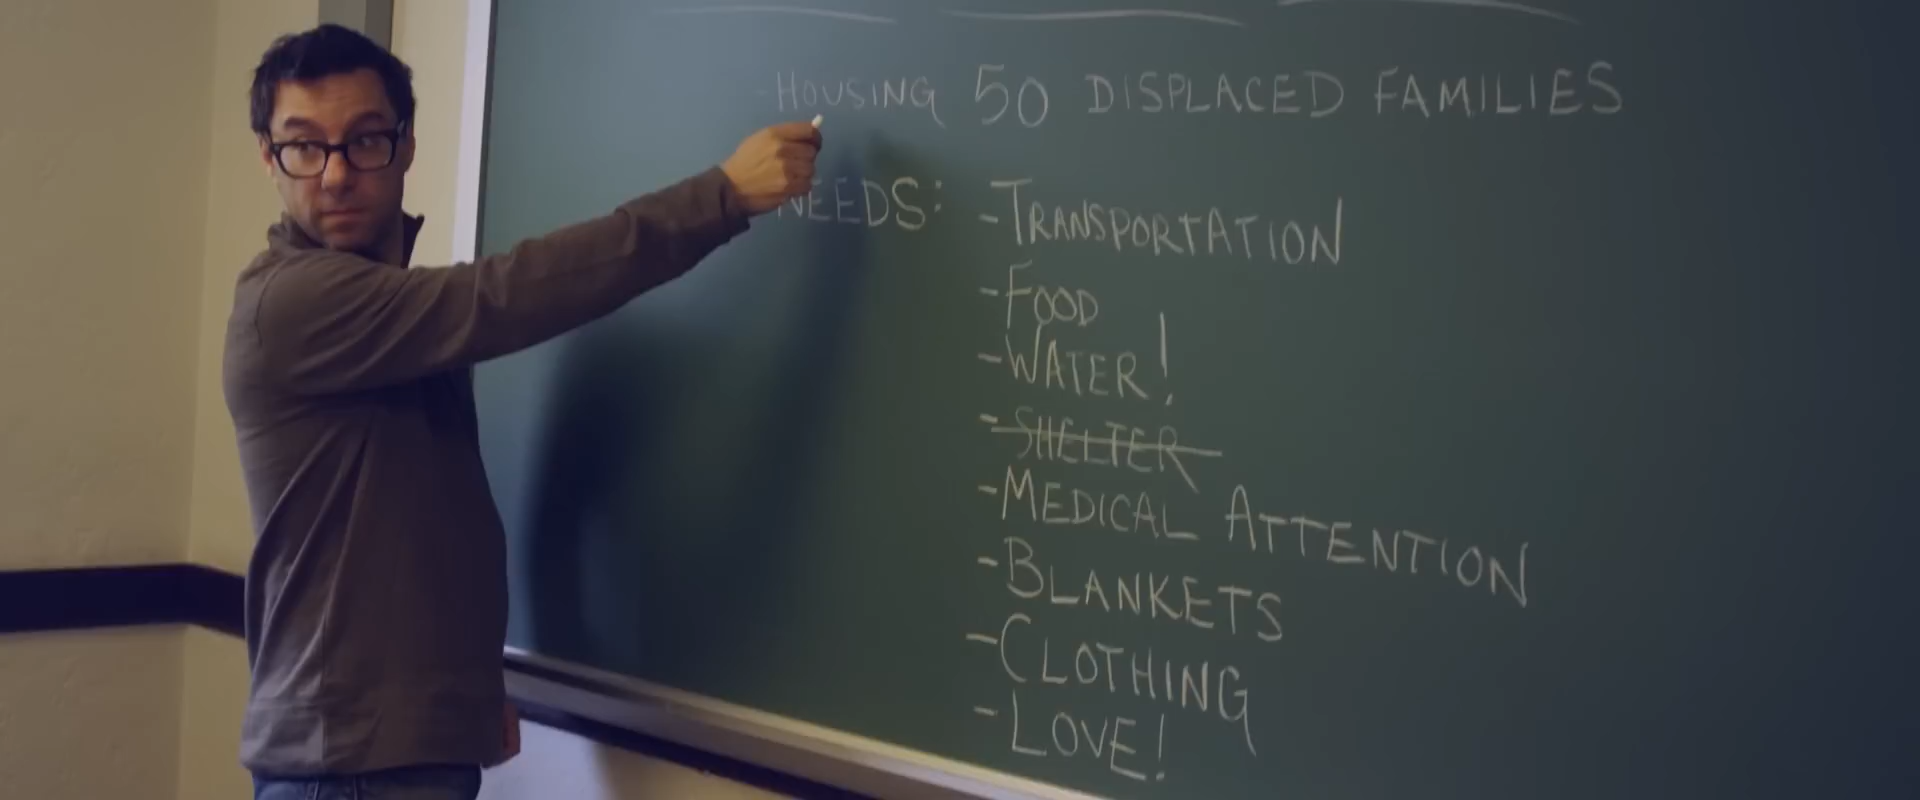 -HOUSING 50 DISPLACED FAMILIES
NEEDS: -TRANSPORTATION
-FOOD
-WATER!
-SHELTER
-MEDICAL ATTENTION
-BLANKETS
-CLOTHING
-LOVE!